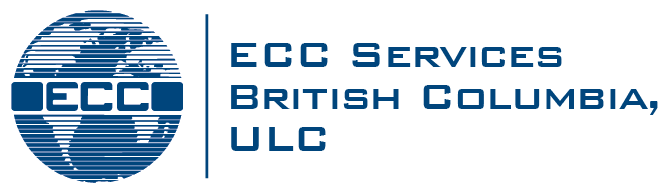 ECC
ECC Services
British Columbia,
ULC